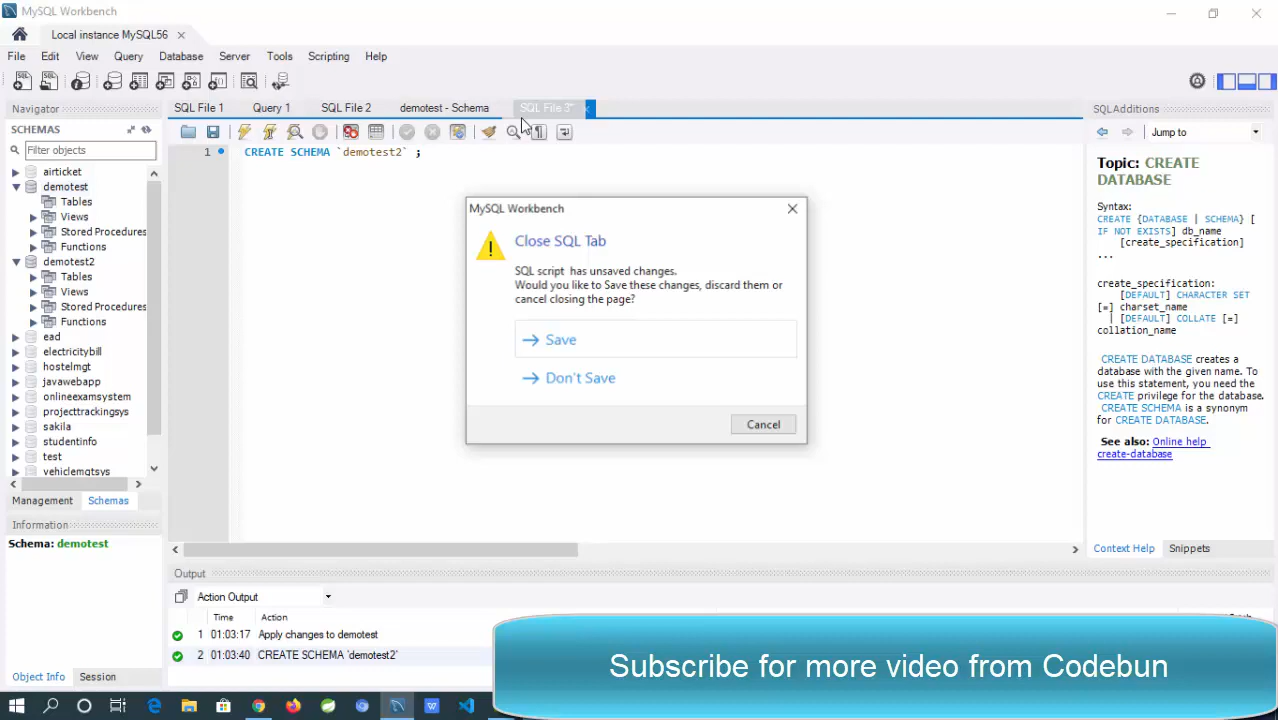 MySQL Workbench
Local instance MySQL56
File Edit View Query Database Server Tools Scripting Help
Navigator
SCHEMAS
Filter objects
airticket
demotest
Tables
Views
Stored Procedures
Functions
demotest2
Tables
Views
Stored Procedures
Functions
ead
electricitybill
hostelmgt
javawebapp
onlineexamsystem
projecttrackingsys
sakila
studentinfo
test
vehiclemgtsys
Management Schemas
Information
Schema: demotest
Object Info Session
SQL File 1 Query 1 SQL File 2 demotest - Schema SQL File 3*
1 CREATE SCHEMA `demotest2` ;
MySQL Workbench
Close SQL Tab
SQL script has unsaved changes.
Would you like to Save these changes, discard them or
cancel closing the page?
Save
Don't Save
Cancel
SQLAdditions
Jump to
Topic: CREATE
DATABASE
Syntax:
CREATE {DATABASE | SCHEMA} [
IF NOT EXISTS] db_name
[create_specification]
...
create_specification:
[DEFAULT] CHARACTER SET
[=] charset_name
| [DEFAULT] COLLATE [=]
collation_name
CREATE DATABASE creates a
database with the given name. To
use this statement, you need the
CREATE privilege for the database.
CREATE SCHEMA is a synonym
for CREATE DATABASE.
See also: Online help
create-database
Context Help Snippets
Output
Action Output
Time Action
1 01:03:17 Apply changes to demotest
2 01:03:40 CREATE SCHEMA `demotest2`
Subscribe for more video from Codebun